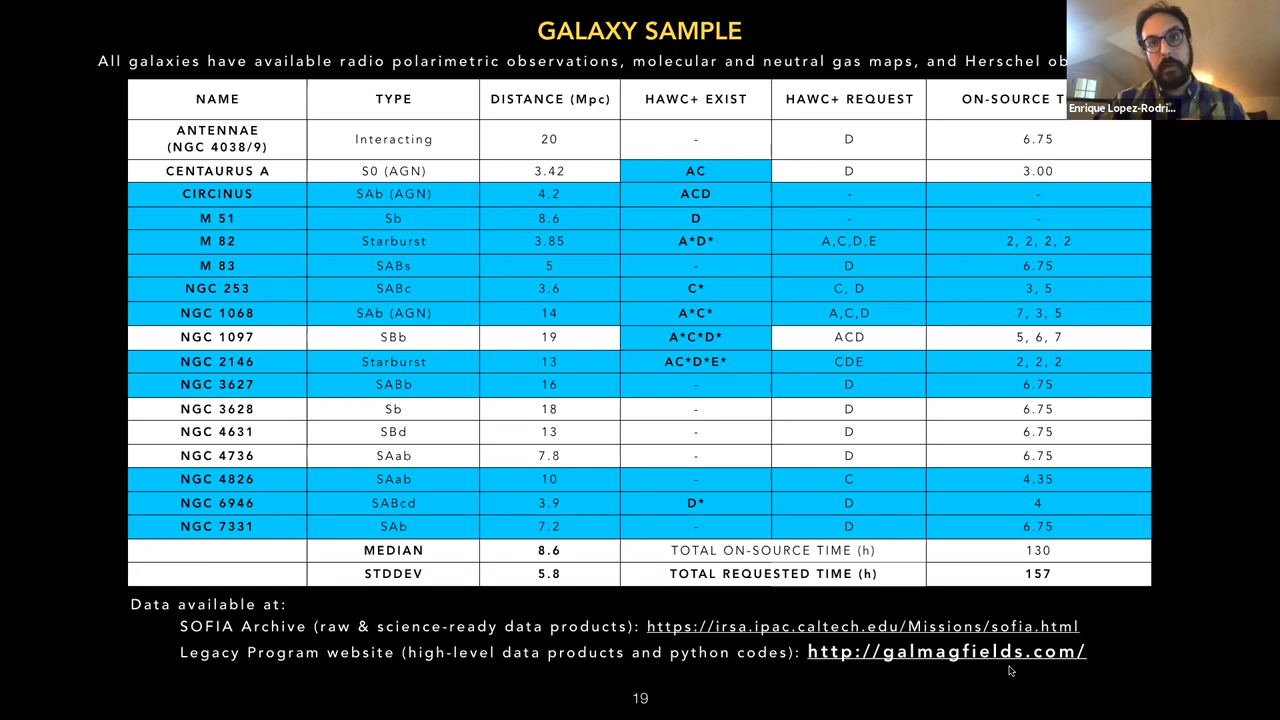 GALAXY SAMPLE
All galaxies have available radio polarimetric observations, molecular and neutral gas maps, and Herschel
Enrique Lopez-Rodri...
NAME TYPE DISTANCE (Mpc) HAWC+ EXIST HAWC+ REQUEST ON-SOURCE
ANTENNAE
(NGC 4038/9) Interacting 20 - D 6.75
CENTAURUS A S0 (AGN) 3.42 AC D 3.00
CIRCINUS SAb (AGN) 4.2 ACD - -
M 51 Sb 8.6 D - -
M 82 Starburst 3.85 A*D* A,C,D,E 2, 2, 2, 2
M 83 SABs 5 - D 6.75
NGC 253 SABc 3.6 C* C, D 3, 5
NGC 1068 SAb (AGN) 14 A*C* A,C,D 7, 3, 5
NGC 1097 SBb 19 A*C*D* ACD 5, 6, 7
NGC 2146 Starburst 13 AC*D*E* CDE 2, 2, 2
NGC 3627 SABb 16 - D 6.75
NGC 3628 Sb 18 - D 6.75
NGC 4631 SBd 13 - D 6.75
NGC 4736 SAab 7.8 - D 6.75
NGC 4826 SAab 10 - C 4.35
NGC 6946 SABcd 3.9 D* D 4
NGC 7331 SAb 7.2 - D 6.75
MEDIAN 8.6 TOTAL ON-SOURCE TIME (h) 130
STDDEV 5.8 TOTAL REQUESTED TIME (h) 157
Data available at:
SOFIA Archive (raw & science-ready data products): https://irsa.ipac.caltech.edu/Missions/sofia.html
Legacy Program website (high-level data products and python codes): http://galmagfields.com/
19